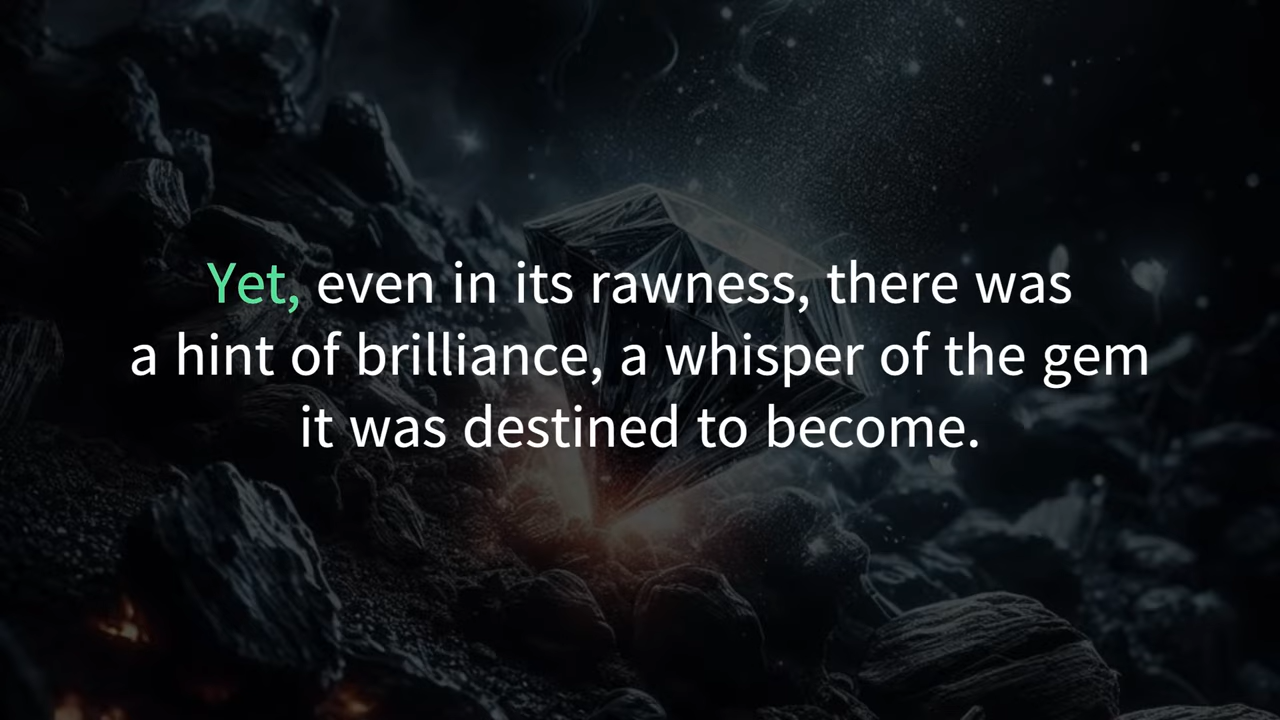 Yet, even in its rawness, there was
a hint of brilliance, a whisper of the gem
it was destined to become.